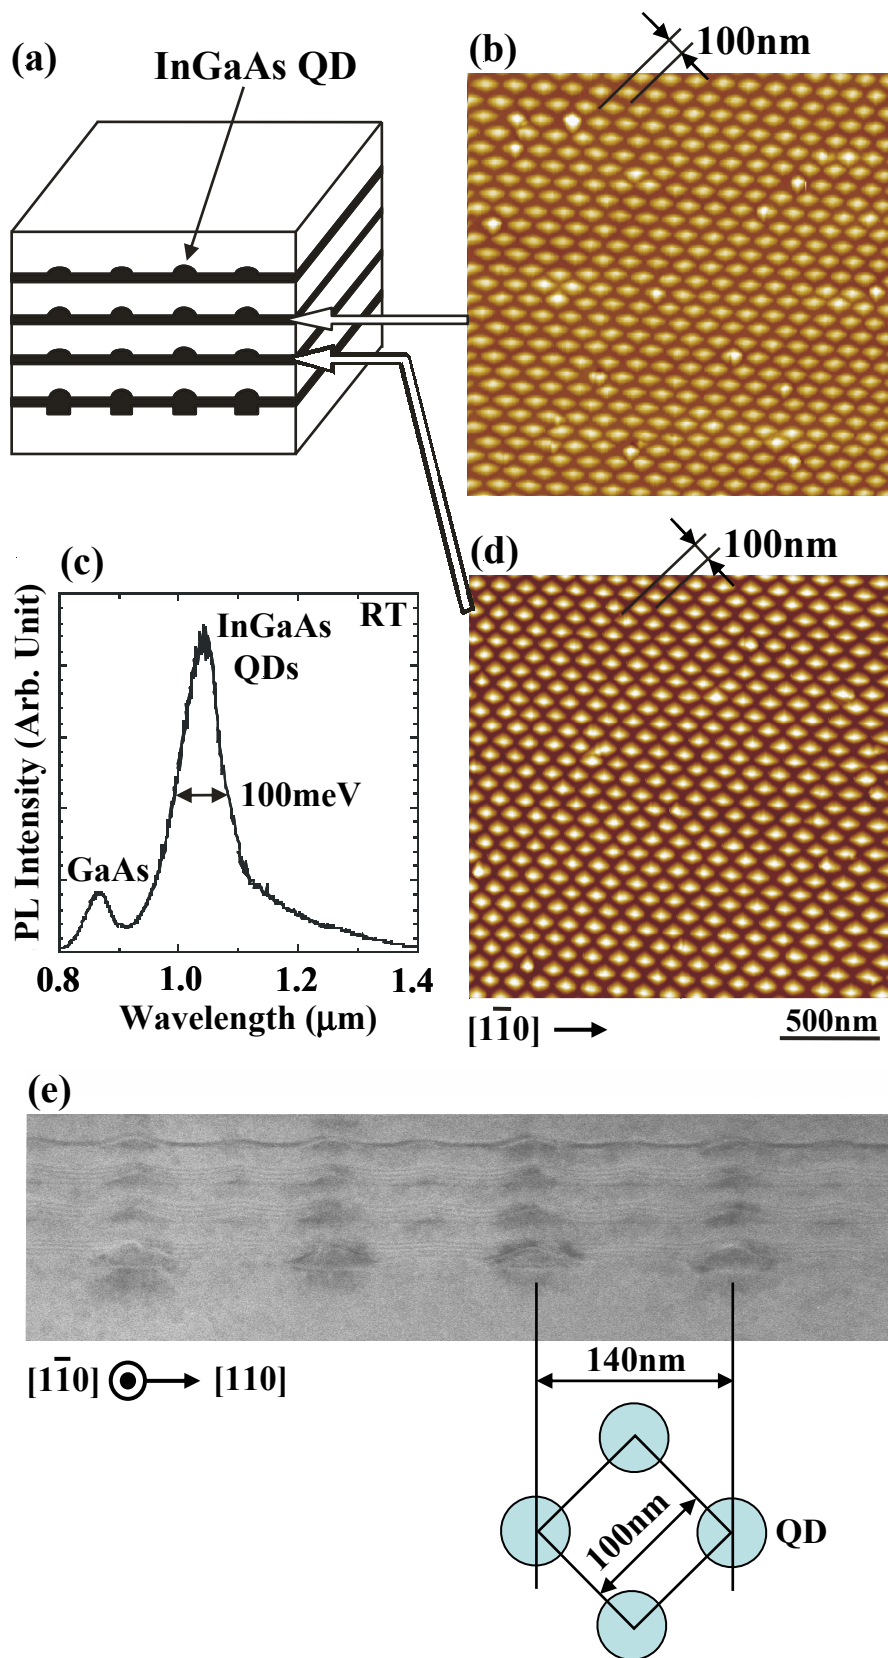 (a)
InGaAs QD
(b)
100nm
(c)
PL Intensity (Arb. Unit)
RT
InGaAs
QDs
100meV
GaAs
0.8
1.0
1.2
1.4
Wavelength (μm)
(d)
100nm
[11̅0]
500nm
(e)
[11̅0]
[110]
140nm
100nm
QD